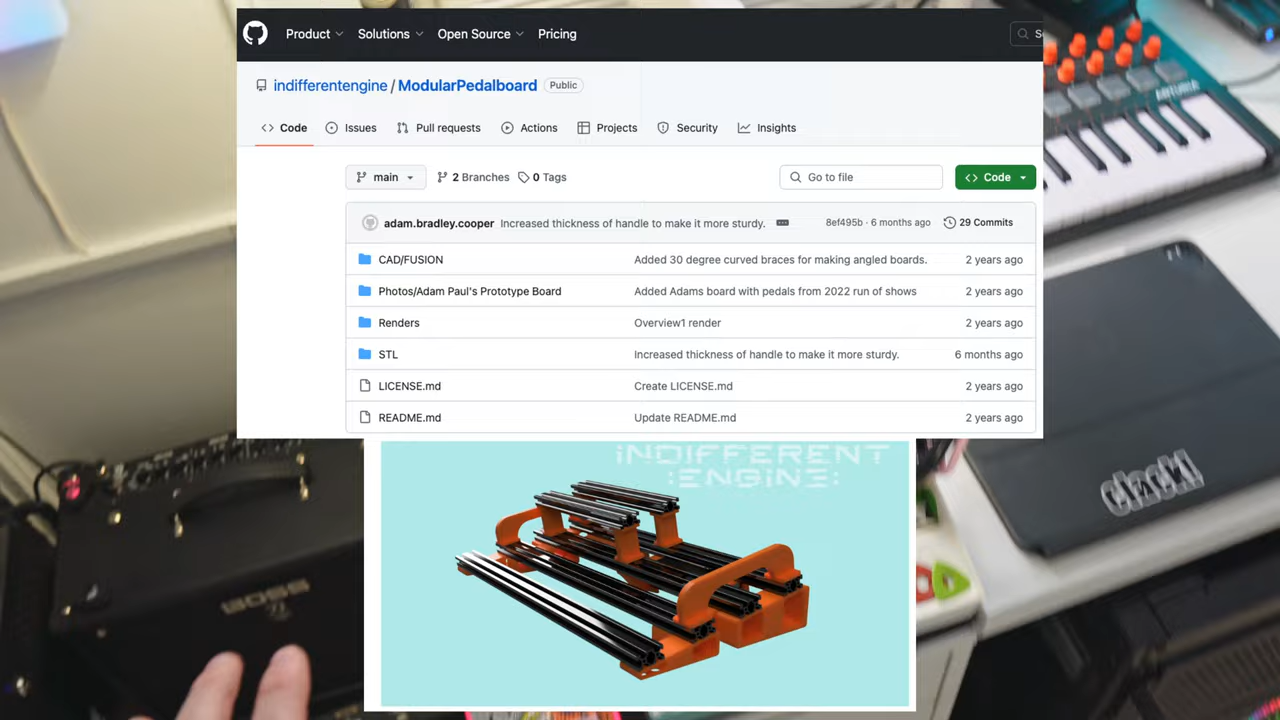 Product Solutions Open Source Pricing S
indifferentengine / ModularPedalboard Public
Code Issues Pull requests Actions Projects Security Insights
main 2 Branches 0 Tags Go to file Code
adam.bradley.cooper Increased thickness of handle to make it more sturdy. 8ef495b · 6 months ago 29 Commits
CAD/FUSION Added 30 degree curved braces for making angled boards. 2 years ago
Photos/Adam Paul's Prototype Board Added Adams board with pedals from 2022 run of shows 2 years ago
Renders Overview1 render 2 years ago
STL Increased thickness of handle to make it more sturdy. 6 months ago
LICENSE.md Create LICENSE.md 2 years ago
README.md Update README.md 2 years ago
INDIFFERENT
:ENGINE:
BOSS
ARTURIA
clackt